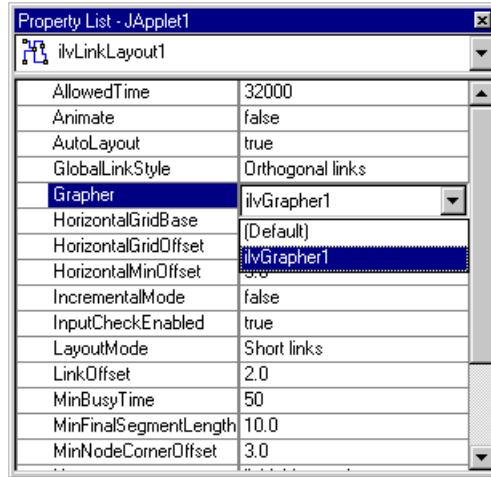 Property List - JApplet1
ilvLinkLayout1
AllowedTime 32000
Animate false
AutoLayout true
GlobalLinkStyle Orthogonal links
Grapher ilvGrapher1
HorizontalGridBase (Default)
HorizontalGridOffset ilvGrapher1
HorizontalMinOffset
IncrementalMode false
InputCheckEnabled true
LayoutMode Short links
LinkOffset 2.0
MinBusyTime 50
MinFinalSegmentLength 10.0
MinNodeCornerOffset 3.0